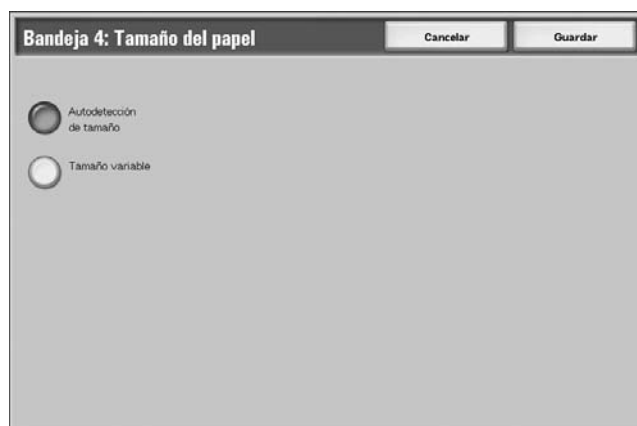 Bandeja 4: Tamaño del papel
Cancelar
Guardar
Autodetección
de tamaño
Tamaño variable